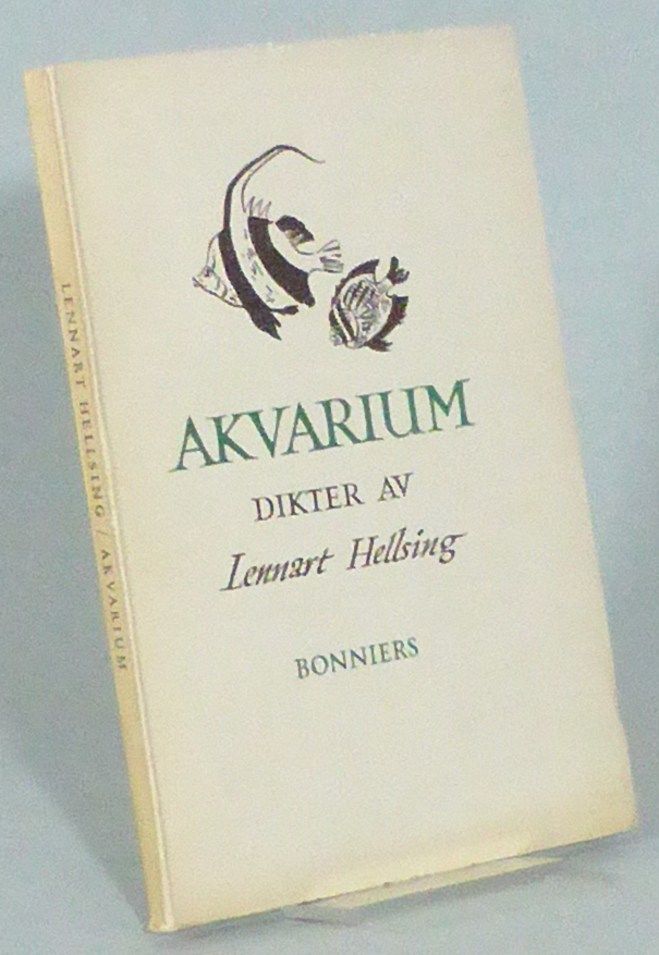 LENNART HELLSING / AKVARIUM
AKVARIUM
DIKTER AV
Lennart Hellsing
BONNIERS